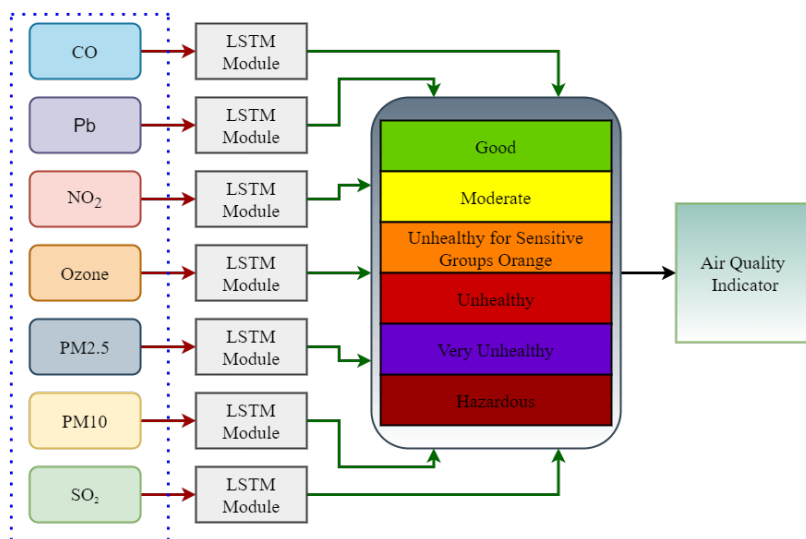 CO
LSTM
Module
Pb
LSTM
Module
NO₂
LSTM
Module
Ozone
LSTM
Module
PM2.5
LSTM
Module
PM10
LSTM
Module
SO₂
LSTM
Module
Good
Moderate
Unhealthy for Sensitive
Groups Orange
Unhealthy
Very Unhealthy
Hazardous
Air Quality
Indicator